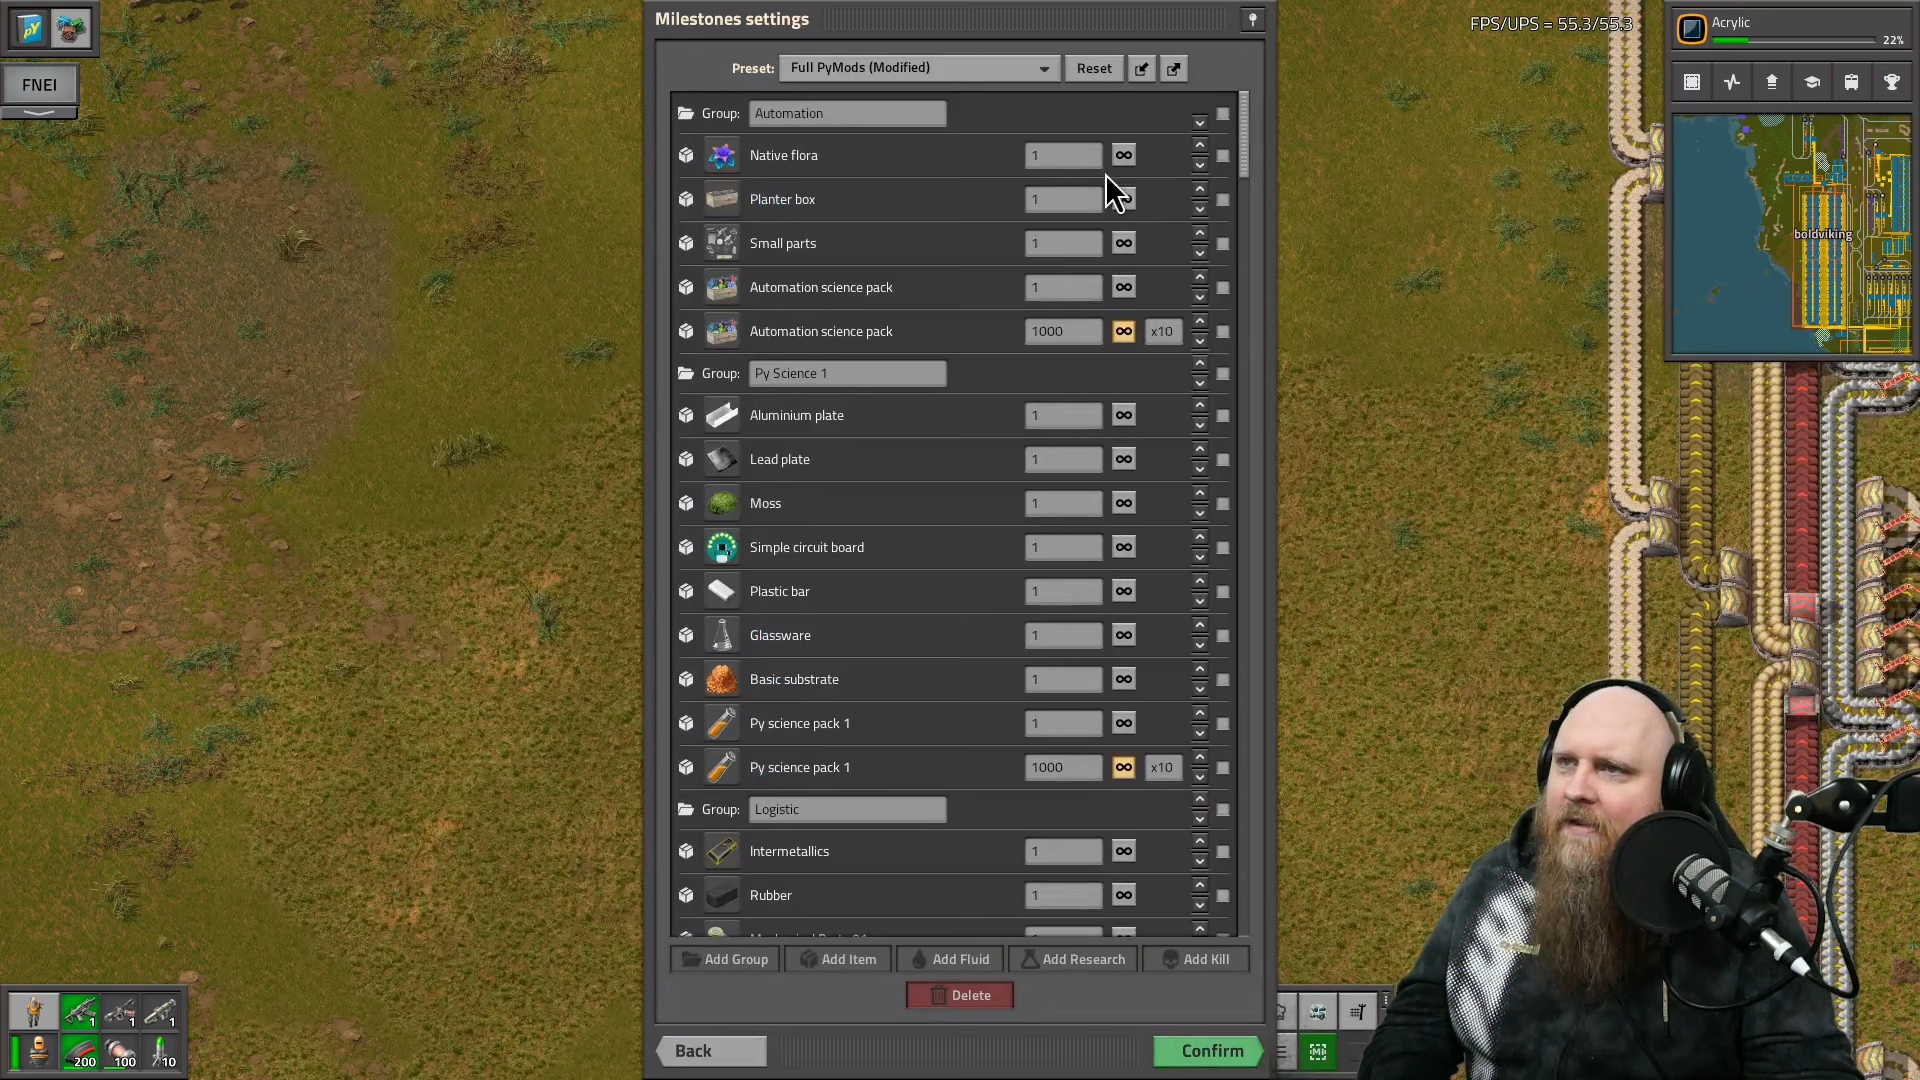 Milestones settings
FPS/UPS = 55.3/55.3
Acrylic
22%
pY
FNEI
Preset: Full PyMods (Modified) Reset
Group: Automation
Native flora 1 ∞
Planter box 1
Small parts 1 ∞
Automation science pack 1 ∞
Automation science pack 1000 ∞ x10
Group: Py Science 1
Aluminium plate 1 ∞
Lead plate 1 ∞
Moss 1 ∞
Simple circuit board 1 ∞
Plastic bar 1 ∞
Glassware 1 ∞
Basic substrate 1 ∞
Py science pack 1 1 ∞
Py science pack 1 1000 ∞ x10
Group: Logistic
Intermetallics 1 ∞
Rubber 1 ∞
boldviking
Add Group Add Item Add Fluid Add Research Add Kill
Delete
Back Confirm
1 1 1
200 100 10